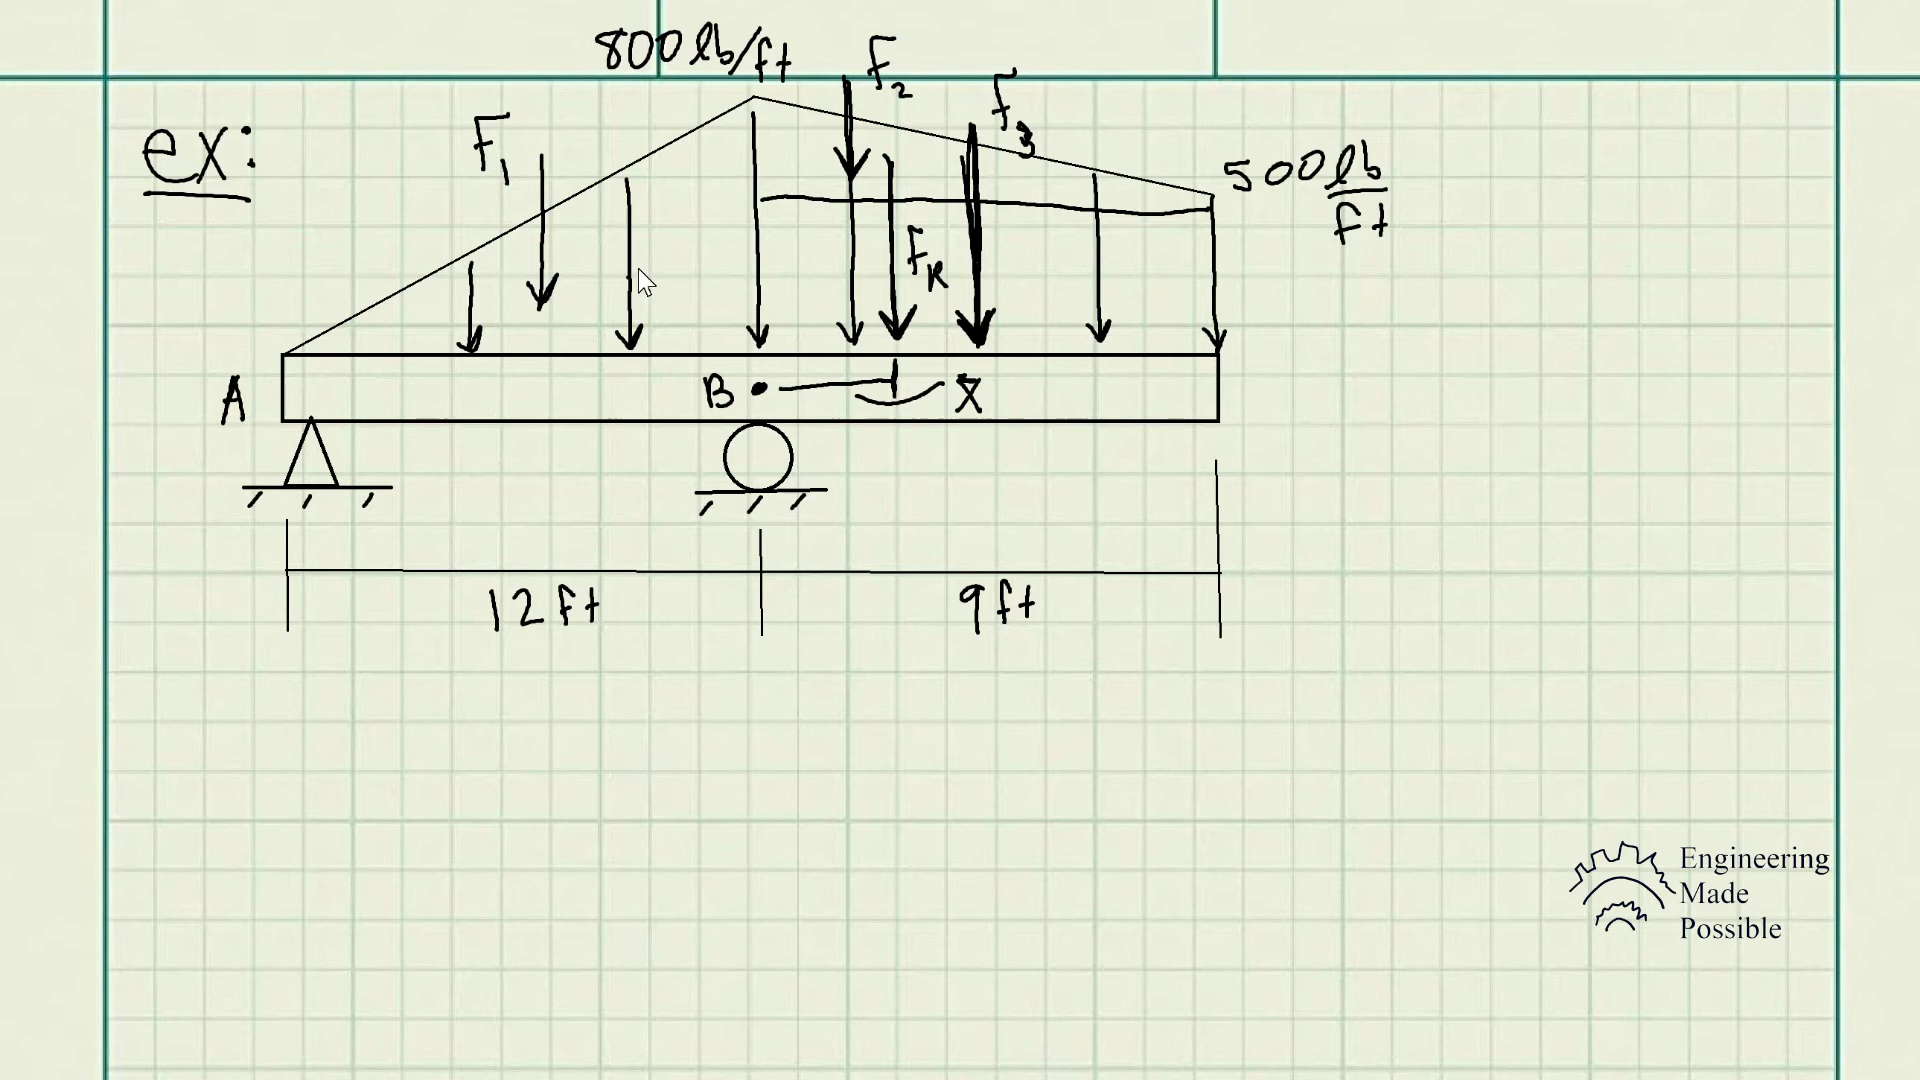 800 lb/ft
F2
F3
F1
ex:
500 lb
ft
FR
A
B
x̄
12 ft
9 ft
Engineering
Made
Possible